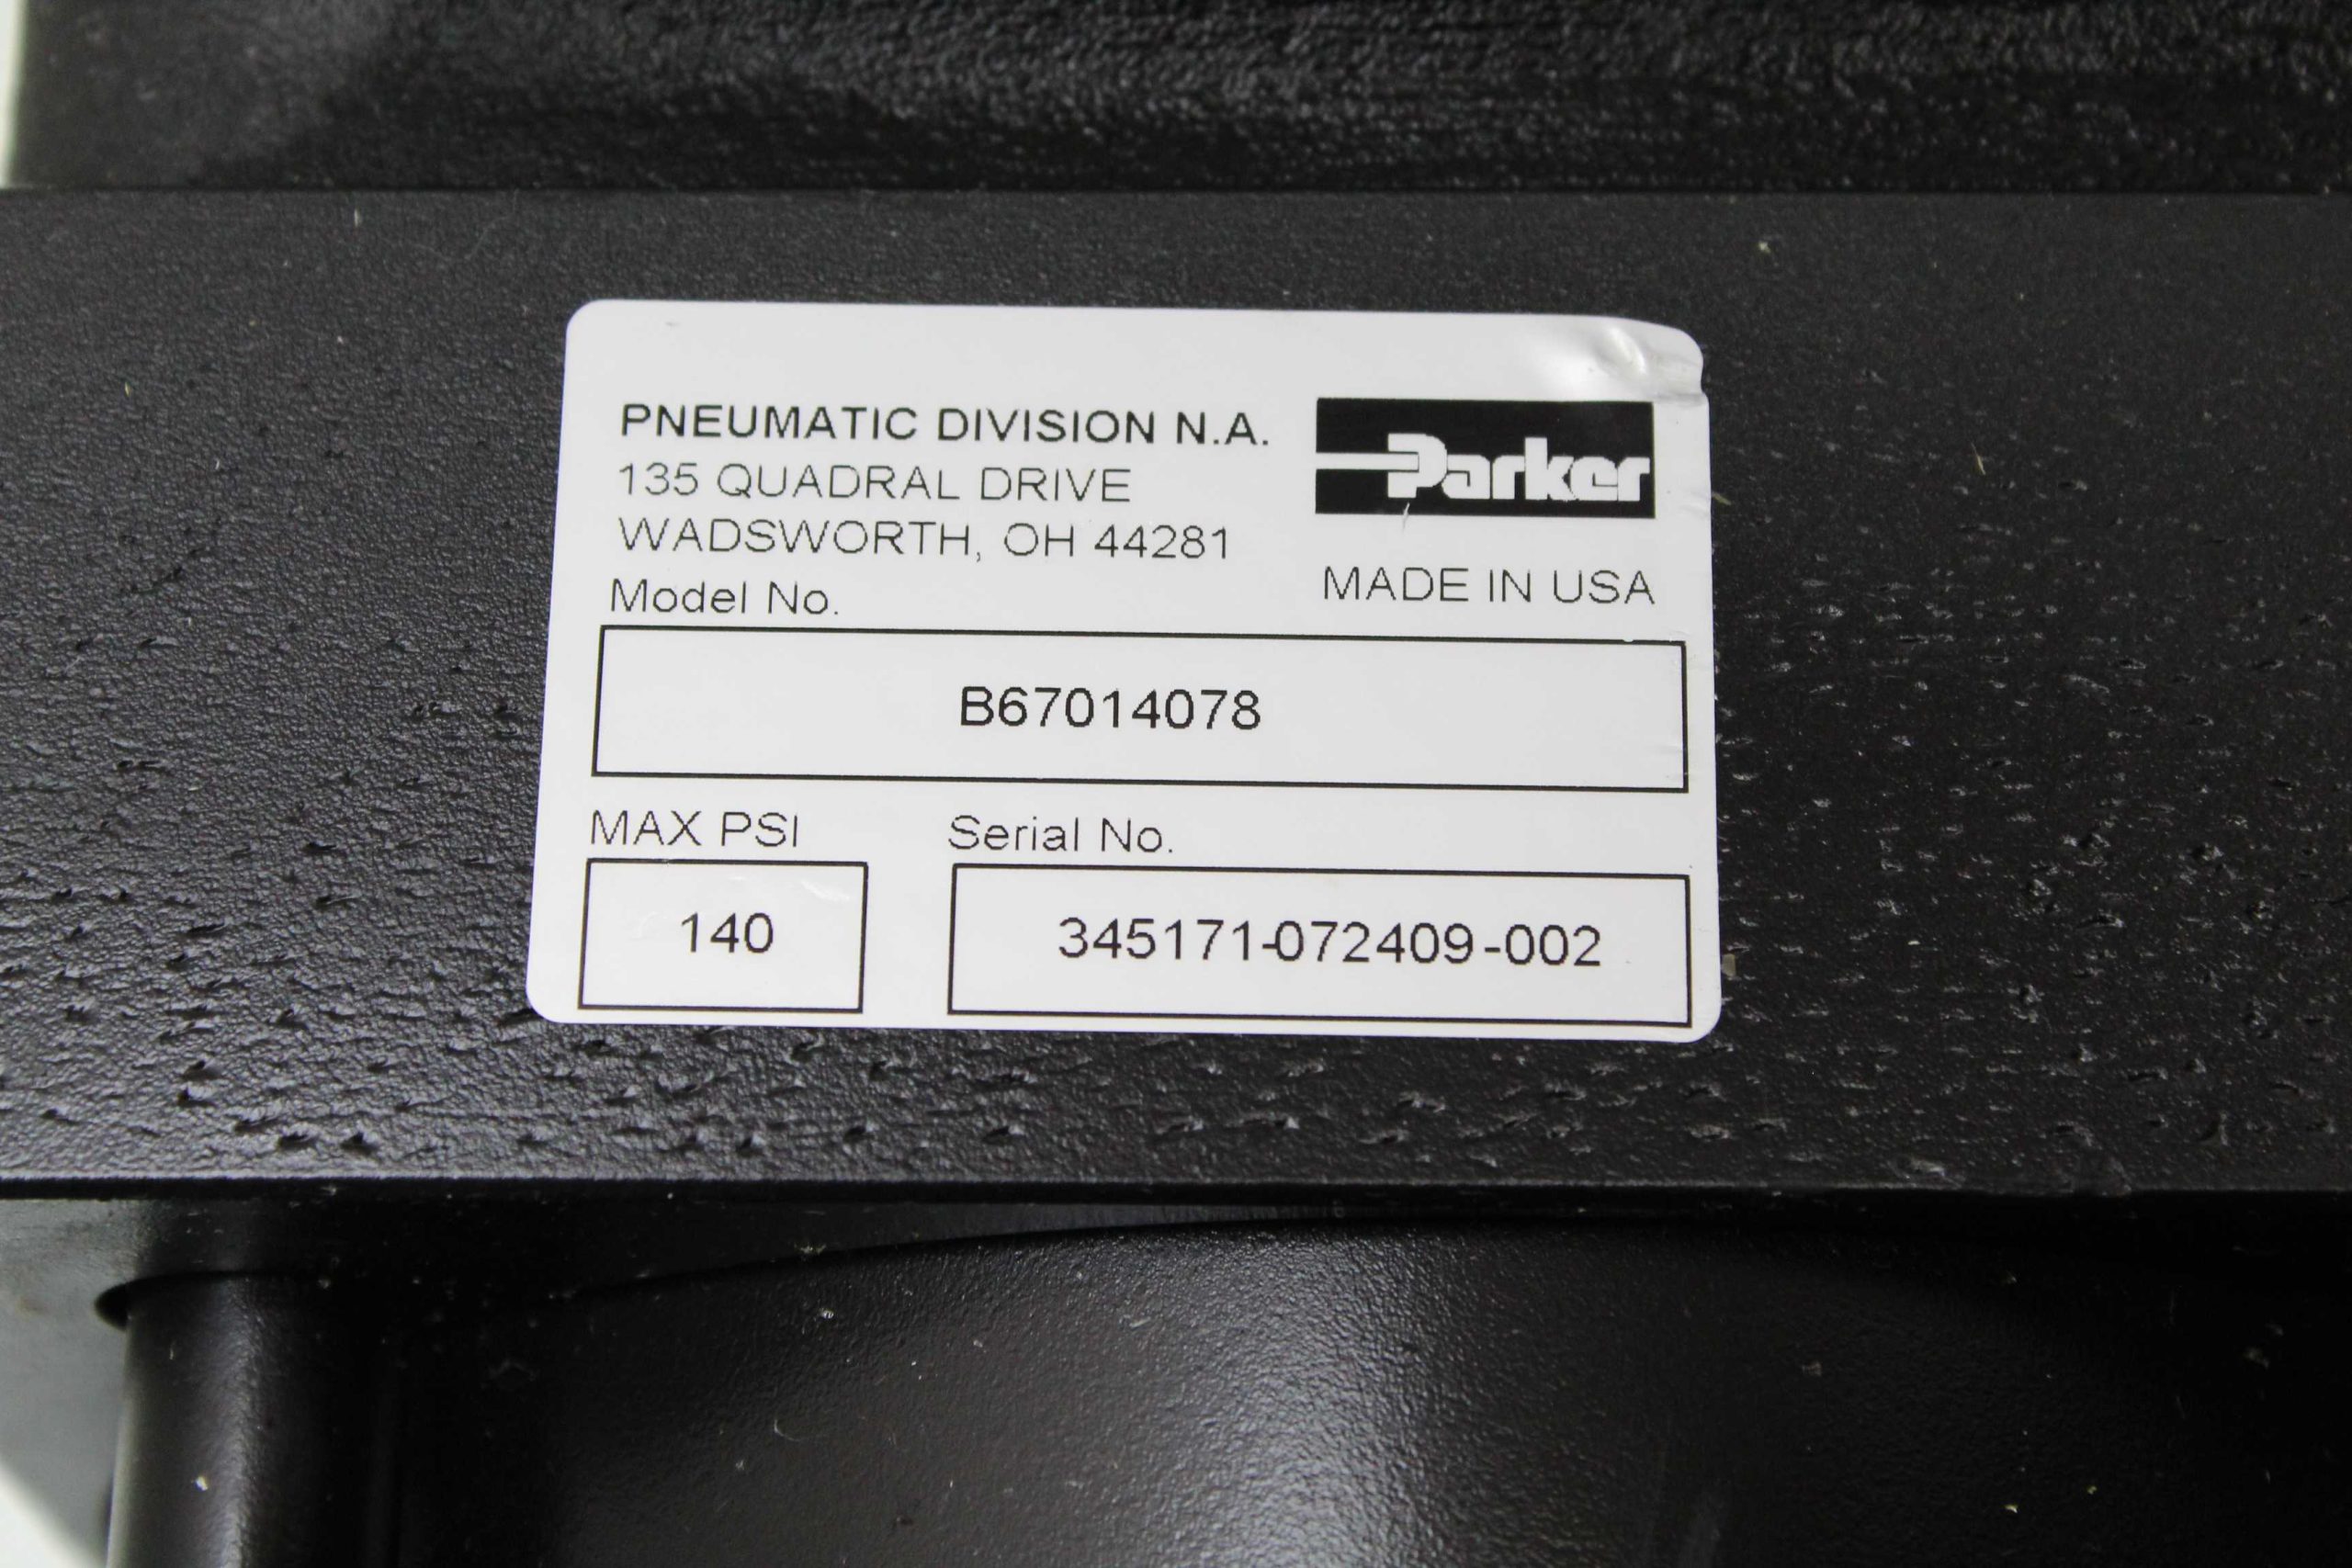 PNEUMATIC DIVISION N.A.
135 QUADRAL DRIVE
WADSWORTH, OH 44281
Parker
MADE IN USA
Model No.
B67014078
MAX PSI
140
Serial No.
345171-072409-002